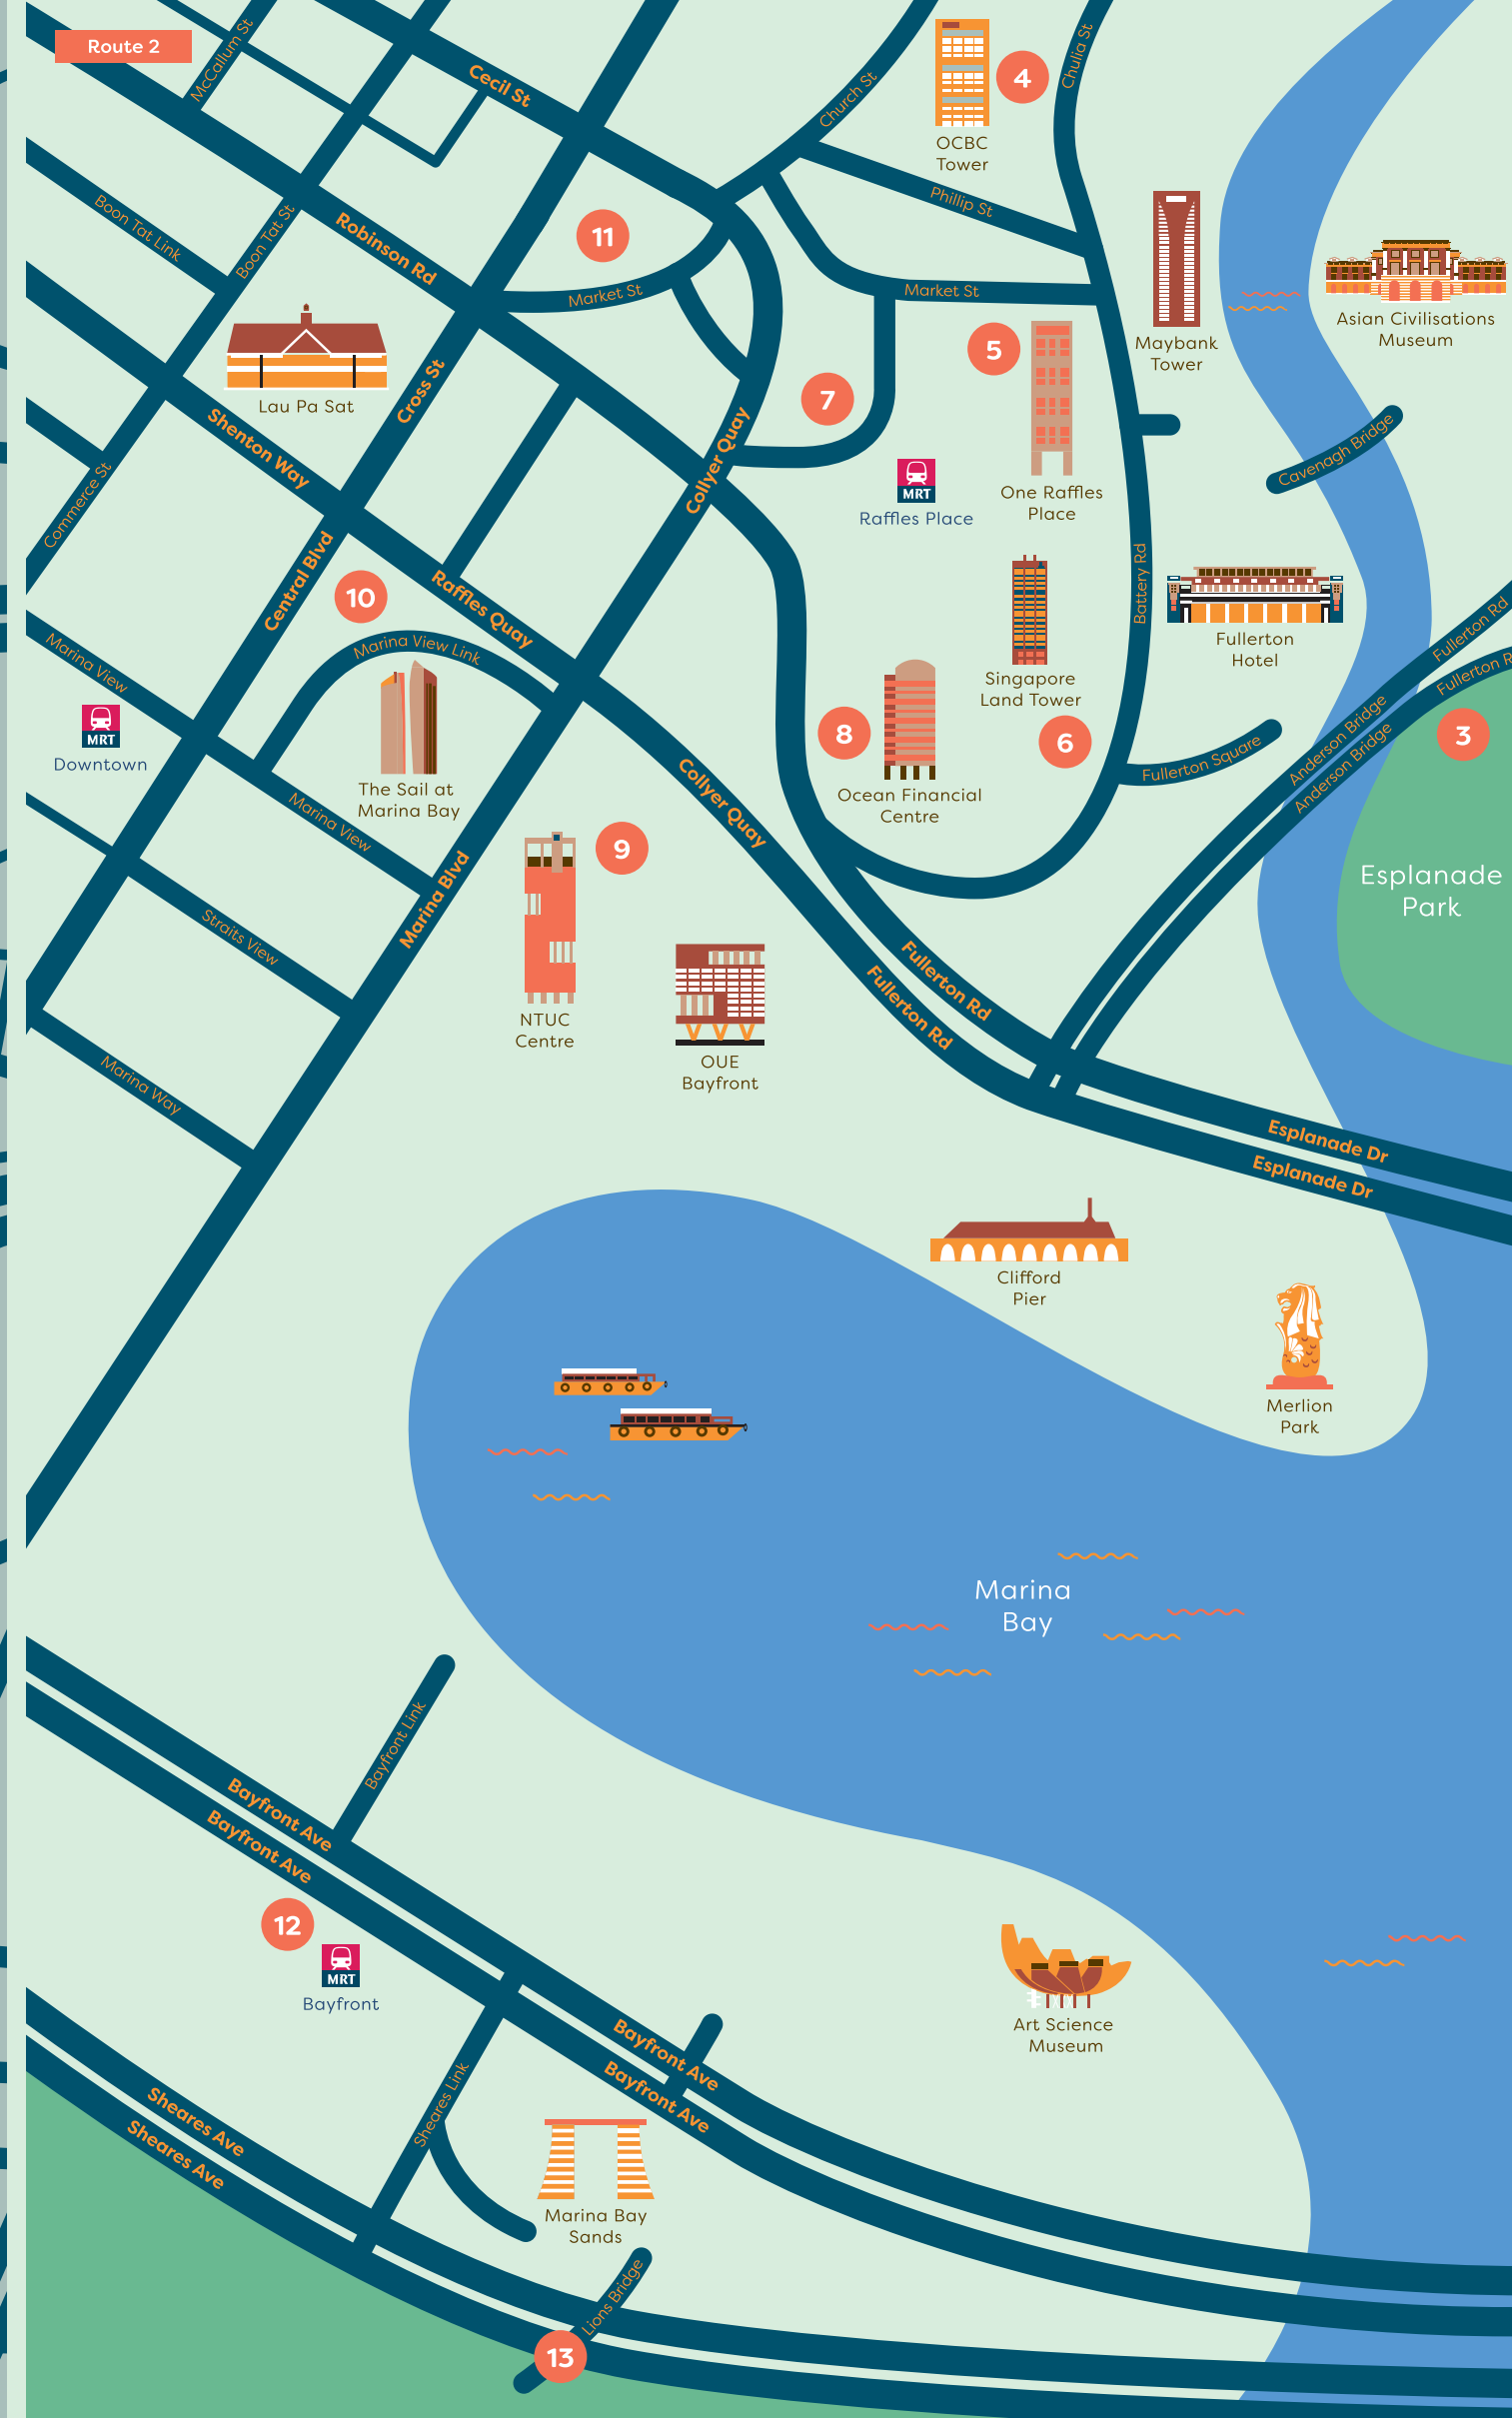 Route 2
McCallum St
Cecil St
Church St
Chulia St
4
OCBC
Tower
Phillip St
Boon Tat Link
Boon Tat St
Robinson Rd
11
Market St
Market St
Maybank
Tower
Asian Civilisations
Museum
Lau Pa Sat
Cross St
5
7
Shenton Way
Collyer Quay
Cavenagh Bridge
Commerce St
MRT
Raffles Place
One Raffles
Place
Central Blvd
10
Raffles Quay
Battery Rd
Fullerton
Hotel
Fullerton Rd
Fullerton R
Marina View
Marina View Link
Singapore
Land Tower
MRT
Downtown
8
6
3
Anderson Bridge
Anderson Bridge
Fullerton Square
The Sail at
Marina Bay
Ocean Financial
Centre
Collyer Quay
Marina View
9
Marina Blvd
Esplanade
Park
Straits View
Fullerton Rd
Fullerton Rd
NTUC
Centre
OUE
Bayfront
Marina Way
Esplanade Dr
Esplanade Dr
Clifford
Pier
Merlion
Park
Marina
Bay
Bayfront Link
Bayfront Ave
Bayfront Ave
12
MRT
Bayfront
Art Science
Museum
Bayfront Ave
Bayfront Ave
Sheares Link
Sheares Ave
Sheares Ave
Marina Bay
Sands
Lions Bridge
13